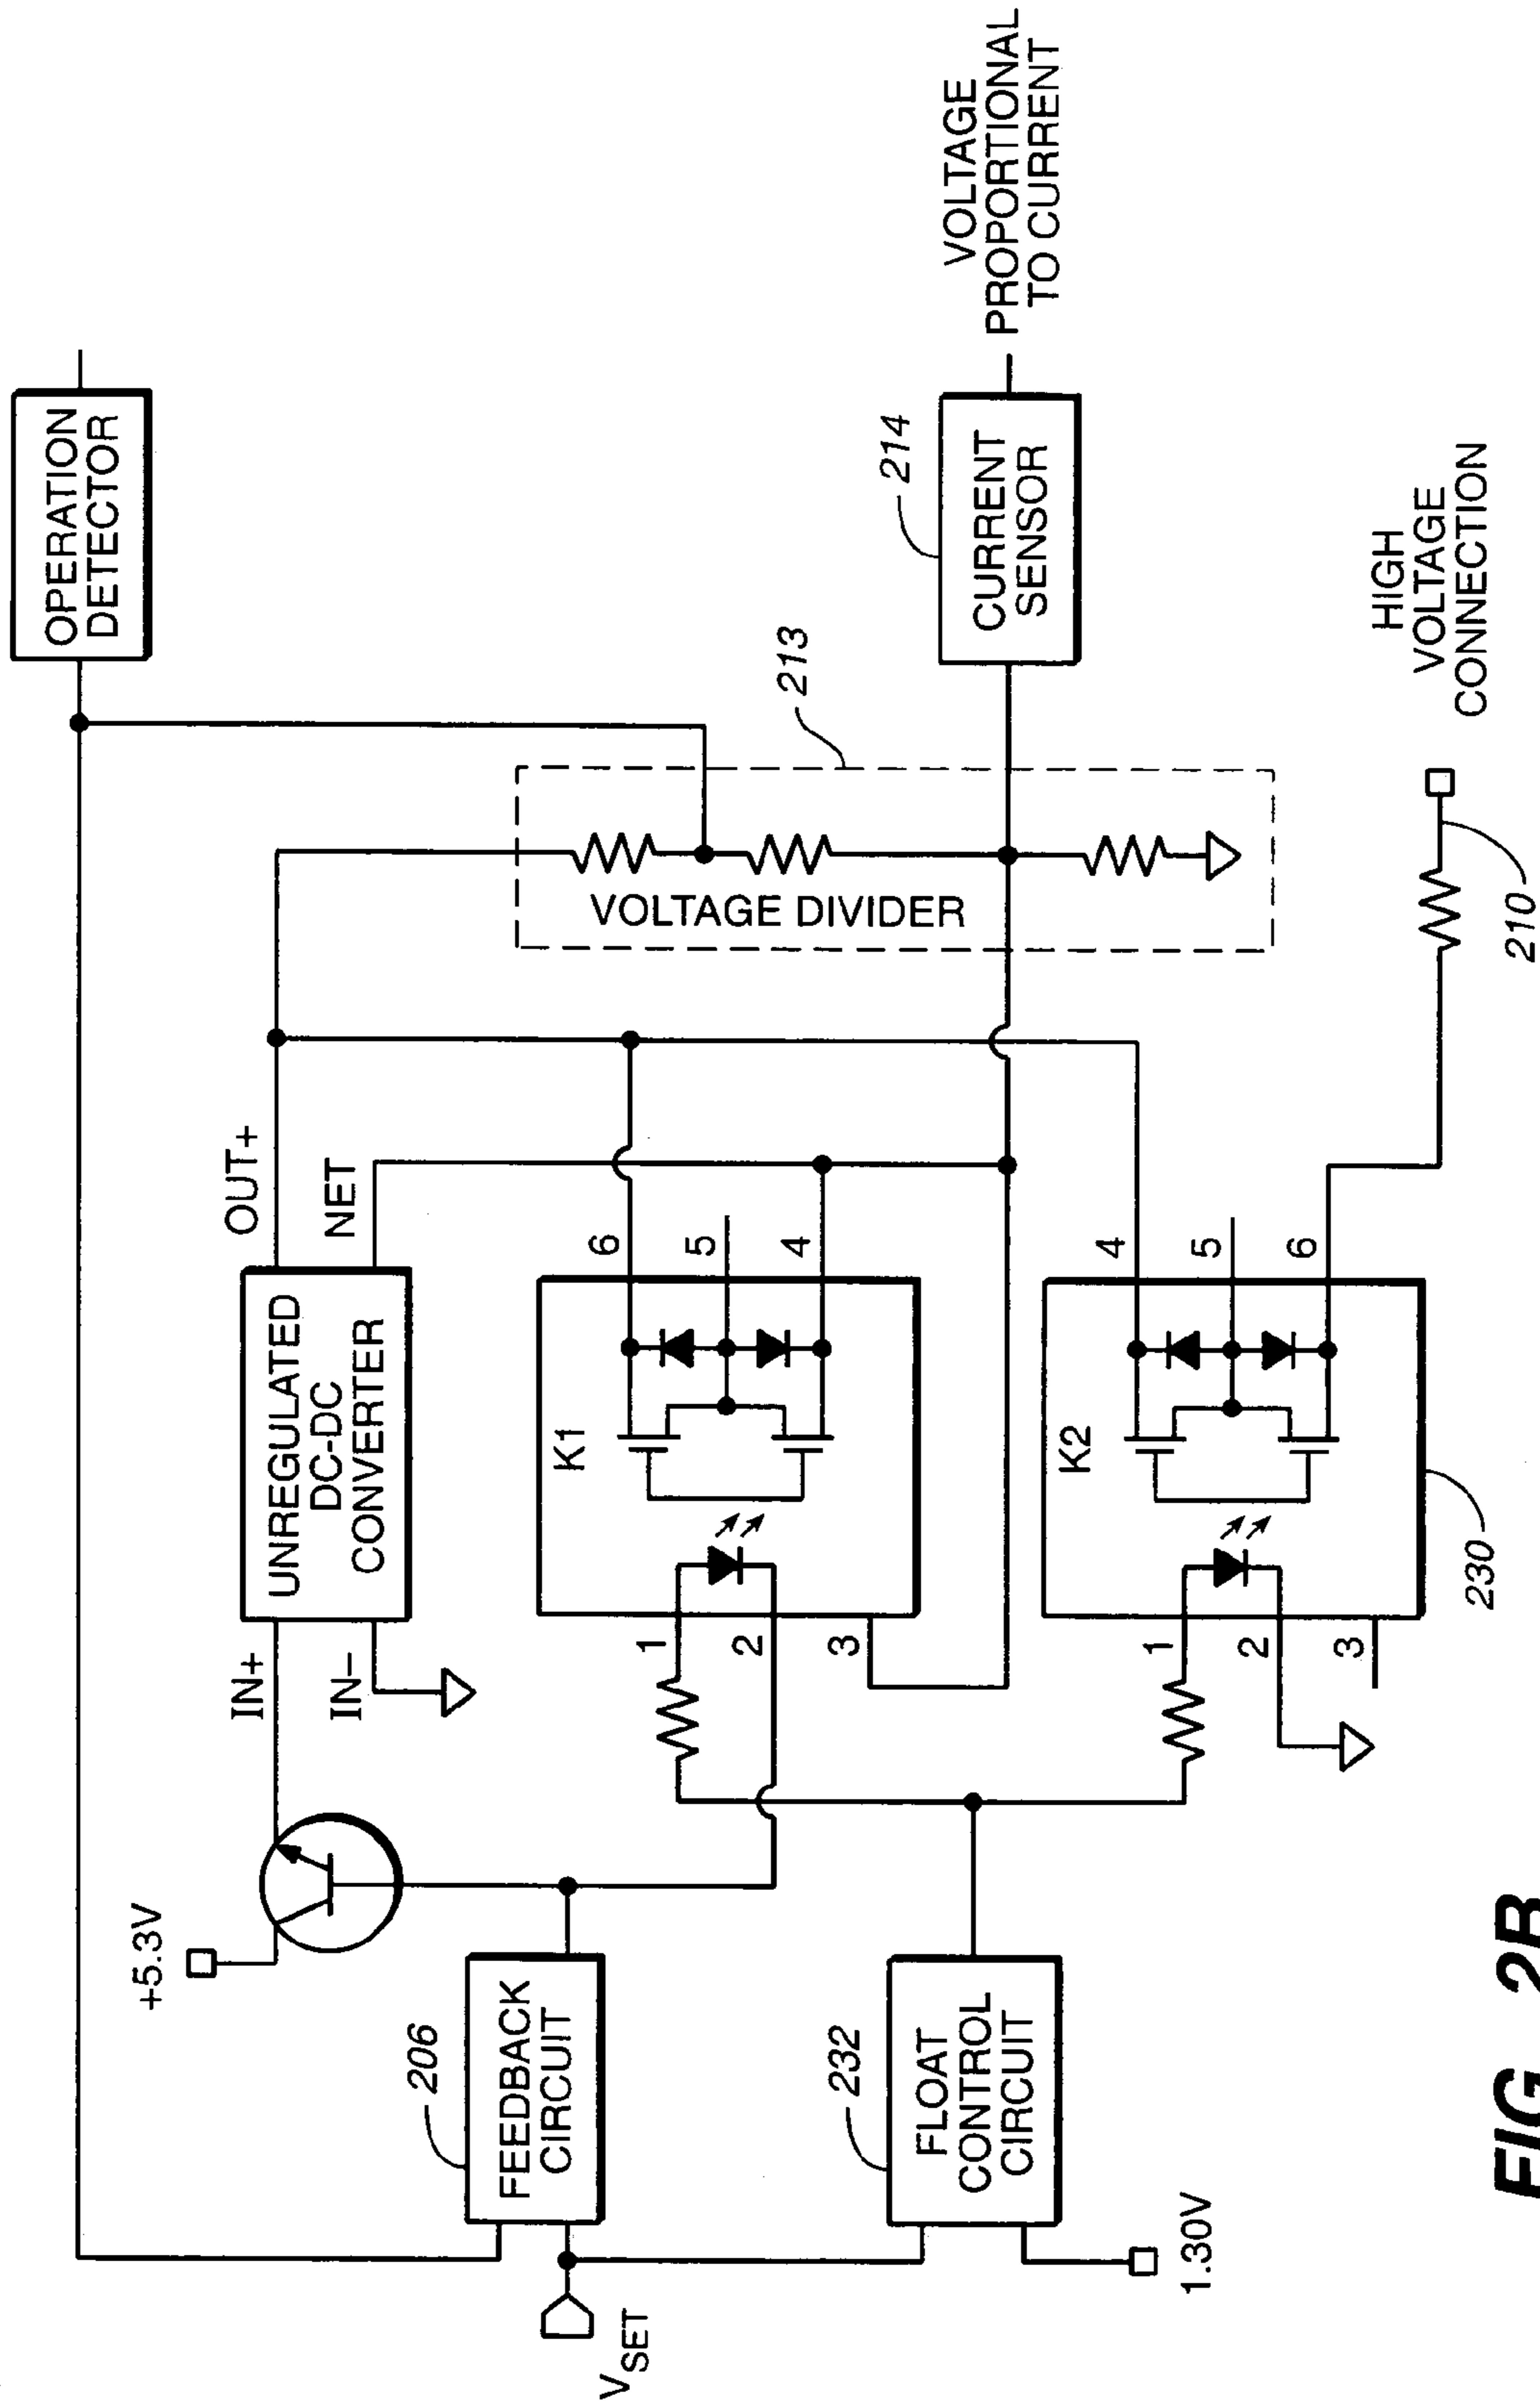 OPERATION
DETECTOR
OUT+
NET
UNREGULATED
DC-DC
CONVERTER
IN+
IN−
+5.3V
206
FEEDBACK
CIRCUIT
V SET
232
FLOAT
CONTROL
CIRCUIT
1.30V
K1
1
2
3
6
5
4
K2
1
2
3
4
5
6
230
VOLTAGE DIVIDER
213
214
CURRENT
SENSOR
VOLTAGE
PROPORTIONAL
TO CURRENT
HIGH
VOLTAGE
CONNECTION
210
FIG._2B